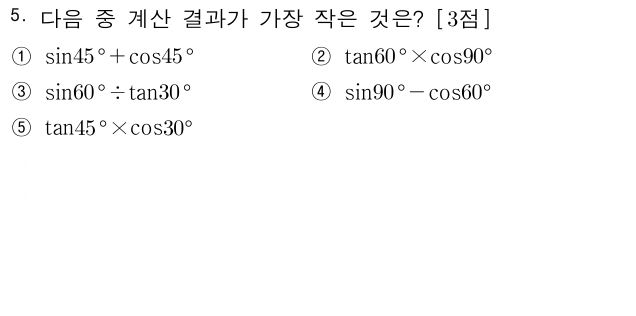 5. 다음 중 계산 결과가 가장 작은 것은? [3점]
① sin45°+cos45° ② tan60°×cos90°
③ sin60°÷tan30° ④ sin90°-cos60°
⑤ tan45°×cos30°